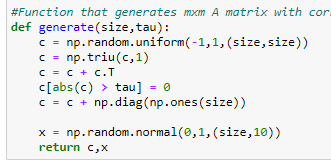 #Function that generates mxm A matrix with cor
def generate(size,tau):
    c = np.random.uniform(-1,1,(size,size))
    c = np.triu(c,1)
    c = c + c.T
    c[abs(c) > tau] = 0
    c = c + np.diag(np.ones(size))

    x = np.random.normal(0,1,(size,10))
    return c,x